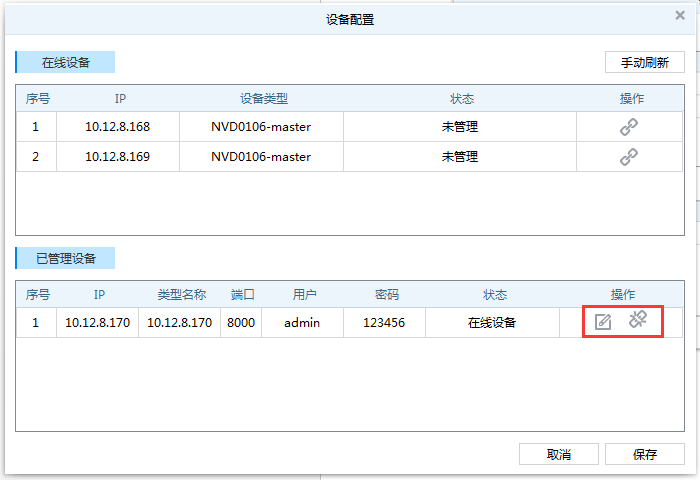 设备配置
在线设备
手动刷新
序号 IP 设备类型 状态 操作
1 10.12.8.168 NVD0106-master 未管理
2 10.12.8.169 NVD0106-master 未管理
已管理设备
序号 IP 类型名称 端口 用户 密码 状态 操作
1 10.12.8.170 10.12.8.170 8000 admin 123456 在线设备
取消 保存